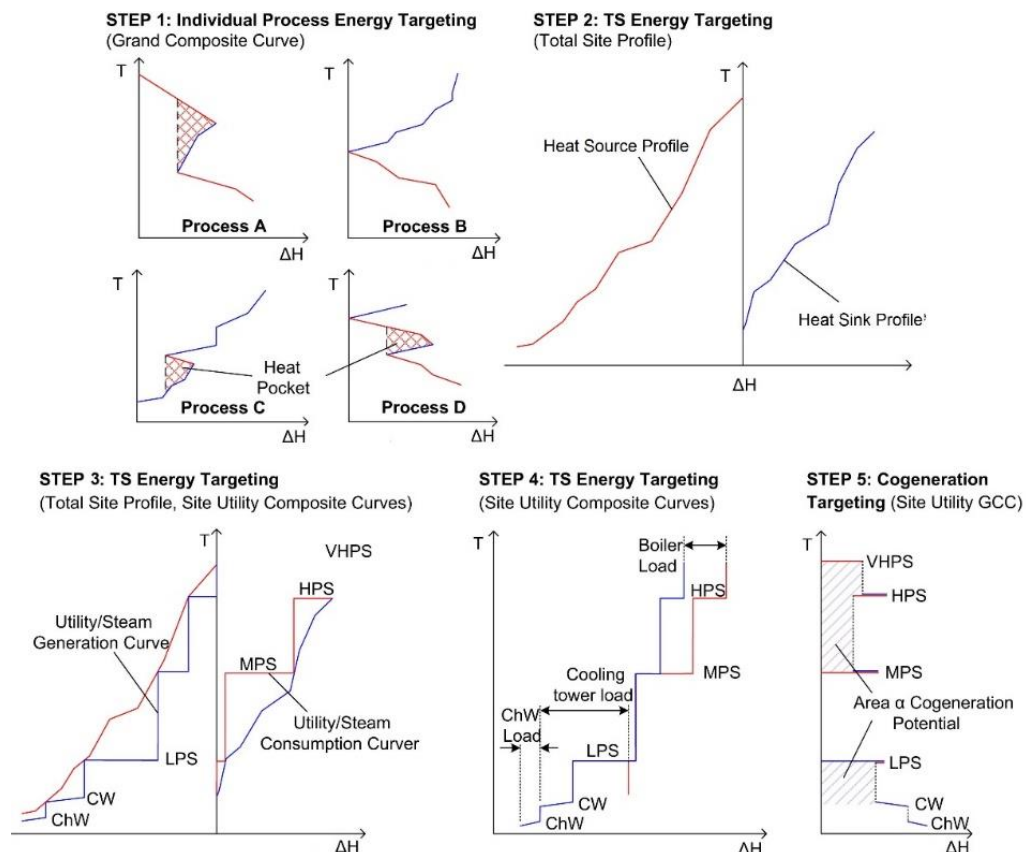 STEP 1: Individual Process Energy Targeting
(Grand Composite Curve)
T
Process A
ΔH
T
Process B
ΔH
T
Process C
ΔH
Heat
Pocket
T
Process D
ΔH
STEP 2: TS Energy Targeting
(Total Site Profile)
T
Heat Source Profile
Heat Sink Profile
ΔH
STEP 3: TS Energy Targeting
(Total Site Profile, Site Utility Composite Curves)
T
VHPS
HPS
Utility/Steam
Generation Curve
MPS
Utility/Steam
Consumption Curver
LPS
CW
ChW
ΔH
STEP 4: TS Energy Targeting
(Site Utility Composite Curves)
T
Boiler
Load
HPS
MPS
Cooling
tower load
ChW
Load
LPS
CW
ChW
ΔH
STEP 5: Cogeneration
Targeting (Site Utility GCC)
T
VHPS
HPS
MPS
Area α Cogeneration
Potential
LPS
CW
ChW
ΔH